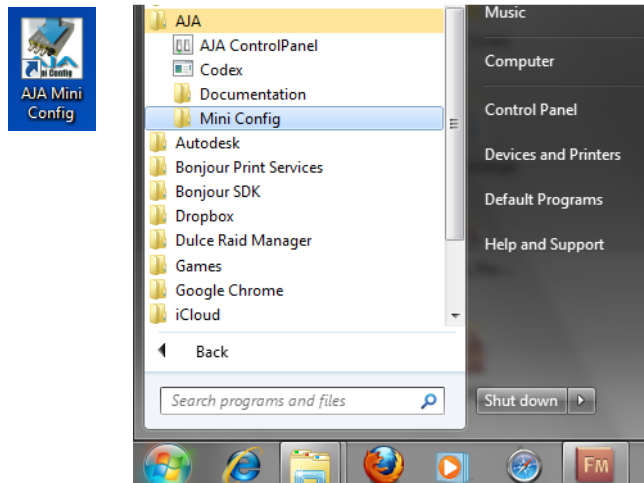 AJA Mini
Config
AJA
AJA ControlPanel
Codex
Documentation
Mini Config
Autodesk
Bonjour Print Services
Bonjour SDK
Dropbox
Dulce Raid Manager
Games
Google Chrome
iCloud
Back
Search programs and files
Music
Computer
Control Panel
Devices and Printers
Default Programs
Help and Support
Shut down
FM